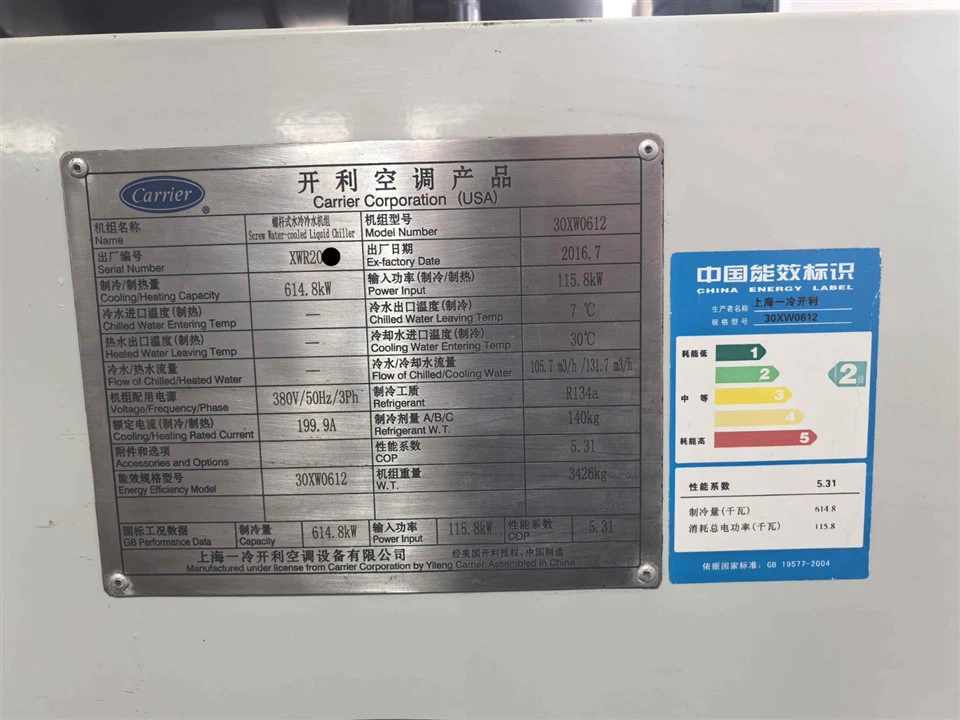 Carrier
®
开利空调产品
Carrier Corporation (USA)
机组名称 Name 螺杆式水冷冷水机组 Screw Water-cooled Liquid Chiller 机组型号 Model Number 30XW0612
出厂编号 Serial Number XWR20 出厂日期 Ex-factory Date 2016.7
制冷/制热量 Cooling/Heating Capacity 614.8kW 输入功率(制冷/制热) Power Input 115.8kW
冷水进口温度(制热) Chilled Water Entering Temp — 冷水出口温度(制冷) Chilled Water Leaving Temp 7 ℃
热水出口温度(制热) Heated Water Leaving Temp — 冷却水进口温度(制冷) Cooling Water Entering Temp 30℃
冷水/热水流量 Flow of Chilled/Heated Water — 冷水/冷却水流量 Flow of Chilled/Cooling Water 105.7 m3/h /131.7 m3/h
机组配用电源 Voltage/Frequency/Phase 380V/50Hz/3Ph 制冷工质 Refrigerant R134a
额定电流(制冷/制热) Cooling/Heating Rated Current 199.9A 制冷剂量 A/B/C Refrigerant W.T. 140kg
附件和选项 Accessories and Options 性能系数 COP 5.31
能效规格型号 Energy Efficiency Model 30XW0612 机组重量 W.T. 3426kg
国标工况数据 GB Performance Data 制冷量 Capacity 614.8kW 输入功率 Power Input 115.8kW 性能系数 COP 5.31
上海一冷开利空调设备有限公司 经美国开利授权，中国制造
Manufactured under license from Carrier Corporation by Yileng Carrier. Assembled in China
中国能效标识
CHINA ENERGY LABEL
生产者名称 上海一冷开利
规格型号 30XW0612
耗能低 1
2
中等 3
4
耗能高 5
2级
性能系数 5.31
制冷量(千瓦) 614.8
消耗总电功率(千瓦) 115.8
依据国家标准: GB 19577-2004